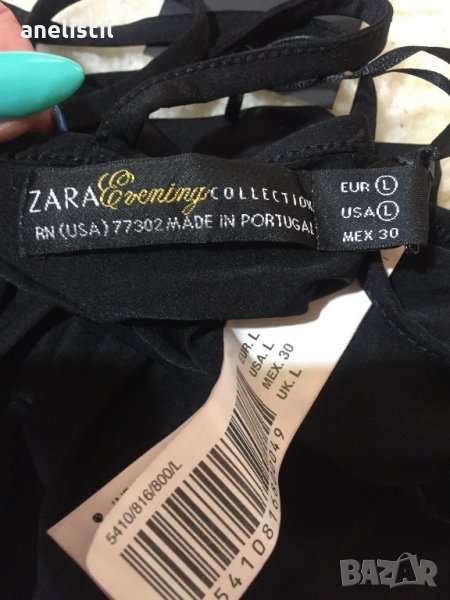 anelistil
ZARA Evening COLLECTION
RN (USA) 77302 MADE IN PORTUGAL
EUR L
USA L
MEX 30
EUR. L
USA. L
MEX. 30
UK. L
5410/816/800/L
BAZAR